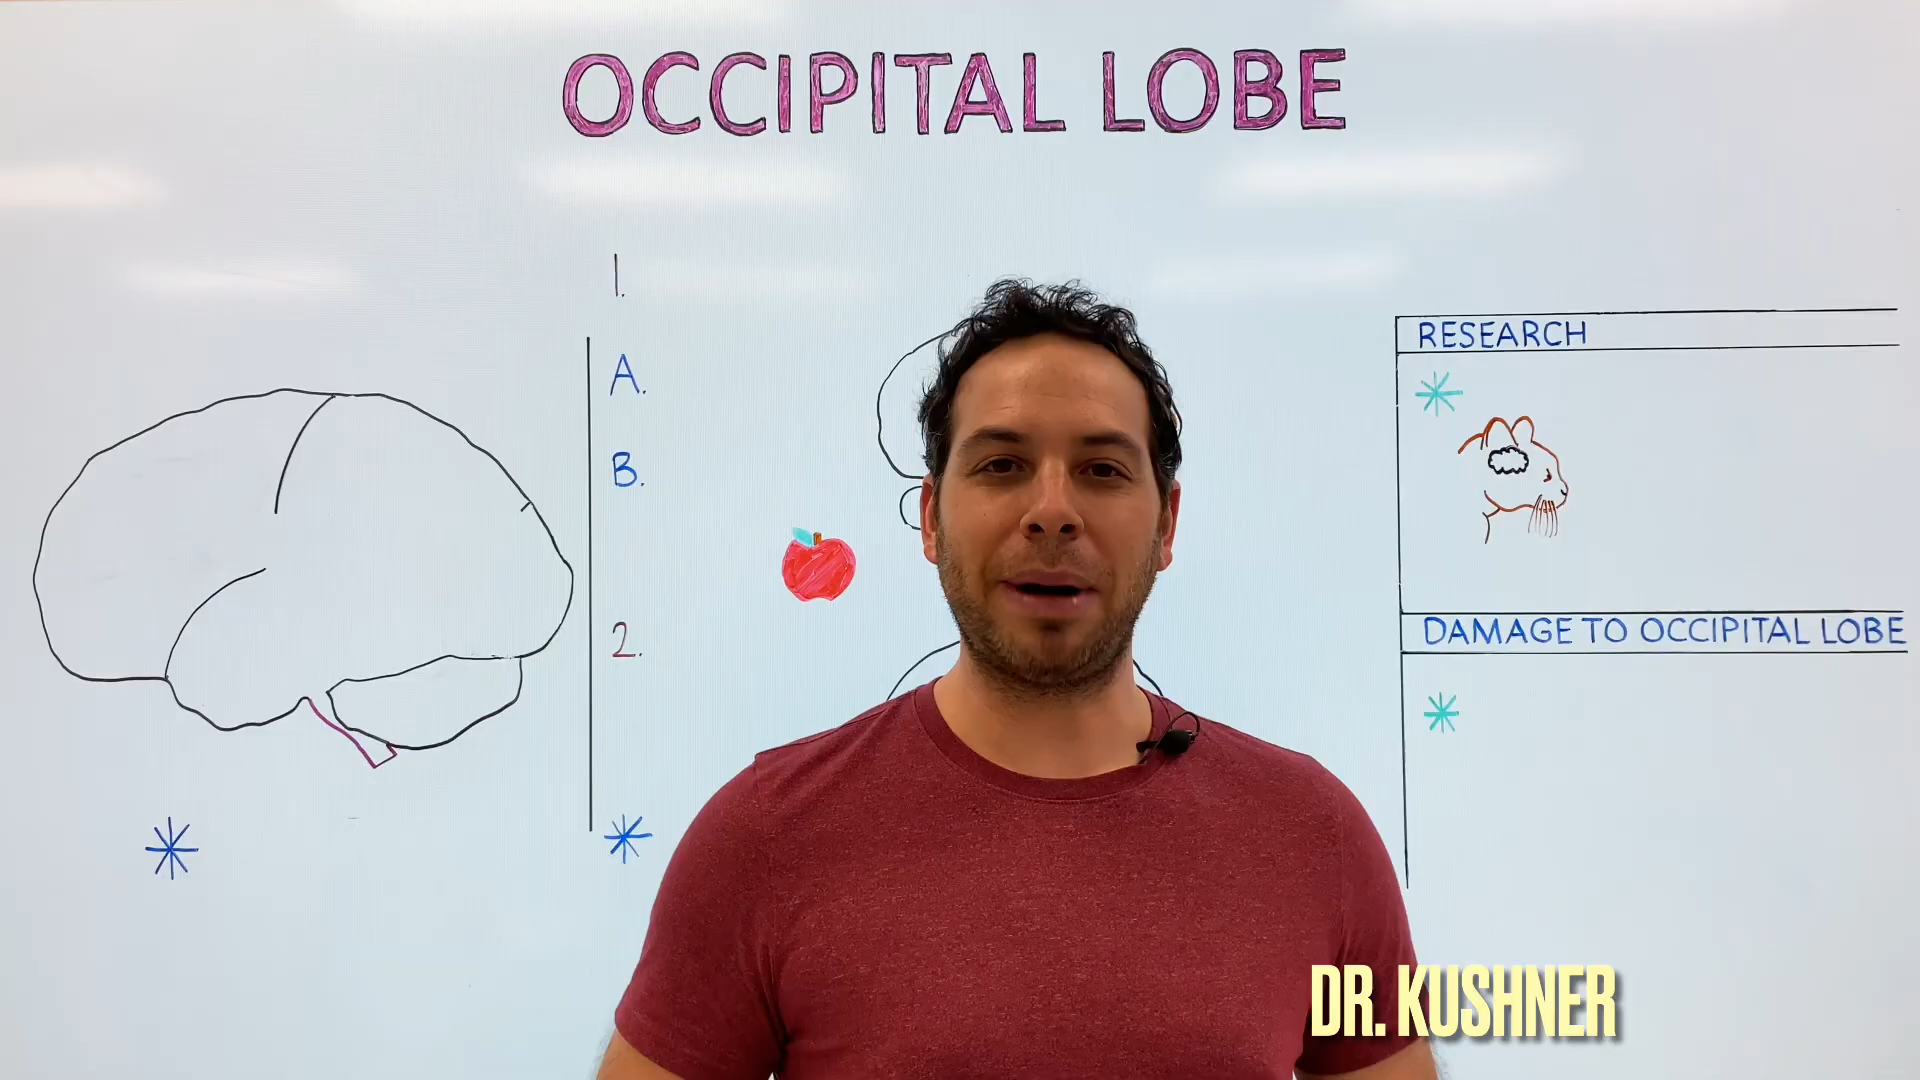 OCCIPITAL LOBE
1.
A.
B.
2.
RESEARCH
DAMAGE TO OCCIPITAL LOBE
DR. KUSHNER